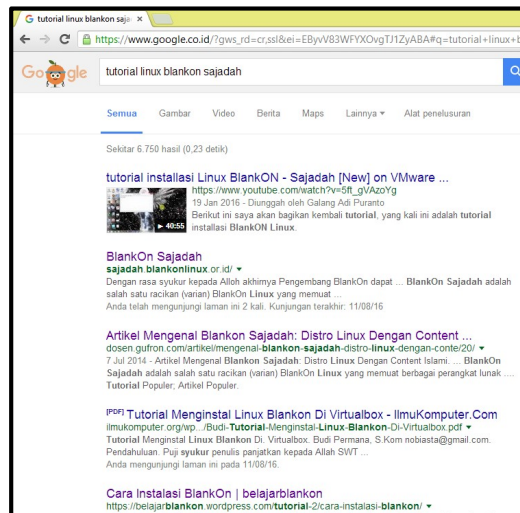 tutorial linux blankon saja
https://www.google.co.id/?gws_rd=cr,ssl&ei=EByvV83WFYXOvgTJ1ZyABA#q=tutorial+linux+b
Google
tutorial linux blankon sajadah
Semua Gambar Video Berita Maps Lainnya Alat penelusuran
Sekitar 6.750 hasil (0,23 detik)
tutorial installasi Linux BlankON - Sajadah [New] on VMware ...
https://www.youtube.com/watch?v=5ft_gVAzoYg
19 Jan 2016 - Diunggah oleh Galang Adi Puranto
Berikut ini saya akan bagikan kembali tutorial, yang kali ini adalah tutorial
installasi BlankON Linux.
40:55
BlankOn Sajadah
sajadah.blankonlinux.or.id/
Dengan rasa syukur kepada Alloh akhirnya Pengembang BlankOn dapat ... BlankOn Sajadah adalah
salah satu racikan (varian) BlankOn Linux yang memuat ...
Anda telah mengunjungi laman ini 2 kali. Kunjungan terakhir: 11/08/16
Artikel Mengenal Blankon Sajadah: Distro Linux Dengan Content ...
dosen.gufron.com/artikel/mengenal-blankon-sajadah-distro-linux-dengan-conte/20/
7 Jul 2014 - Artikel Mengenal Blankon Sajadah: Distro Linux Dengan Content Islami. ... BlankOn
Sajadah adalah salah satu racikan (varian) BlankOn Linux yang memuat berbagai perangkat lunak ....
Tutorial Populer; Artikel Populer.
[PDF] Tutorial Menginstal Linux Blankon Di Virtualbox - IlmuKomputer.Com
ilmukomputer.org/wp.../Budi-Tutorial-Menginstal-Linux-Blankon-Di-Virtualbox.pdf
Tutorial Menginstal Linux Blankon Di. Virtualbox. Budi Permana, S.Kom nobiasta@gmail.com.
Pendahuluan. Puji syukur penulis panjatkan kepada Allah SWT ...
Anda mengunjungi laman ini pada 11/08/16.
Cara Instalasi BlankOn | belajarblankon
https://belajarblankon.wordpress.com/tutorial-2/cara-instalasi-blankon/